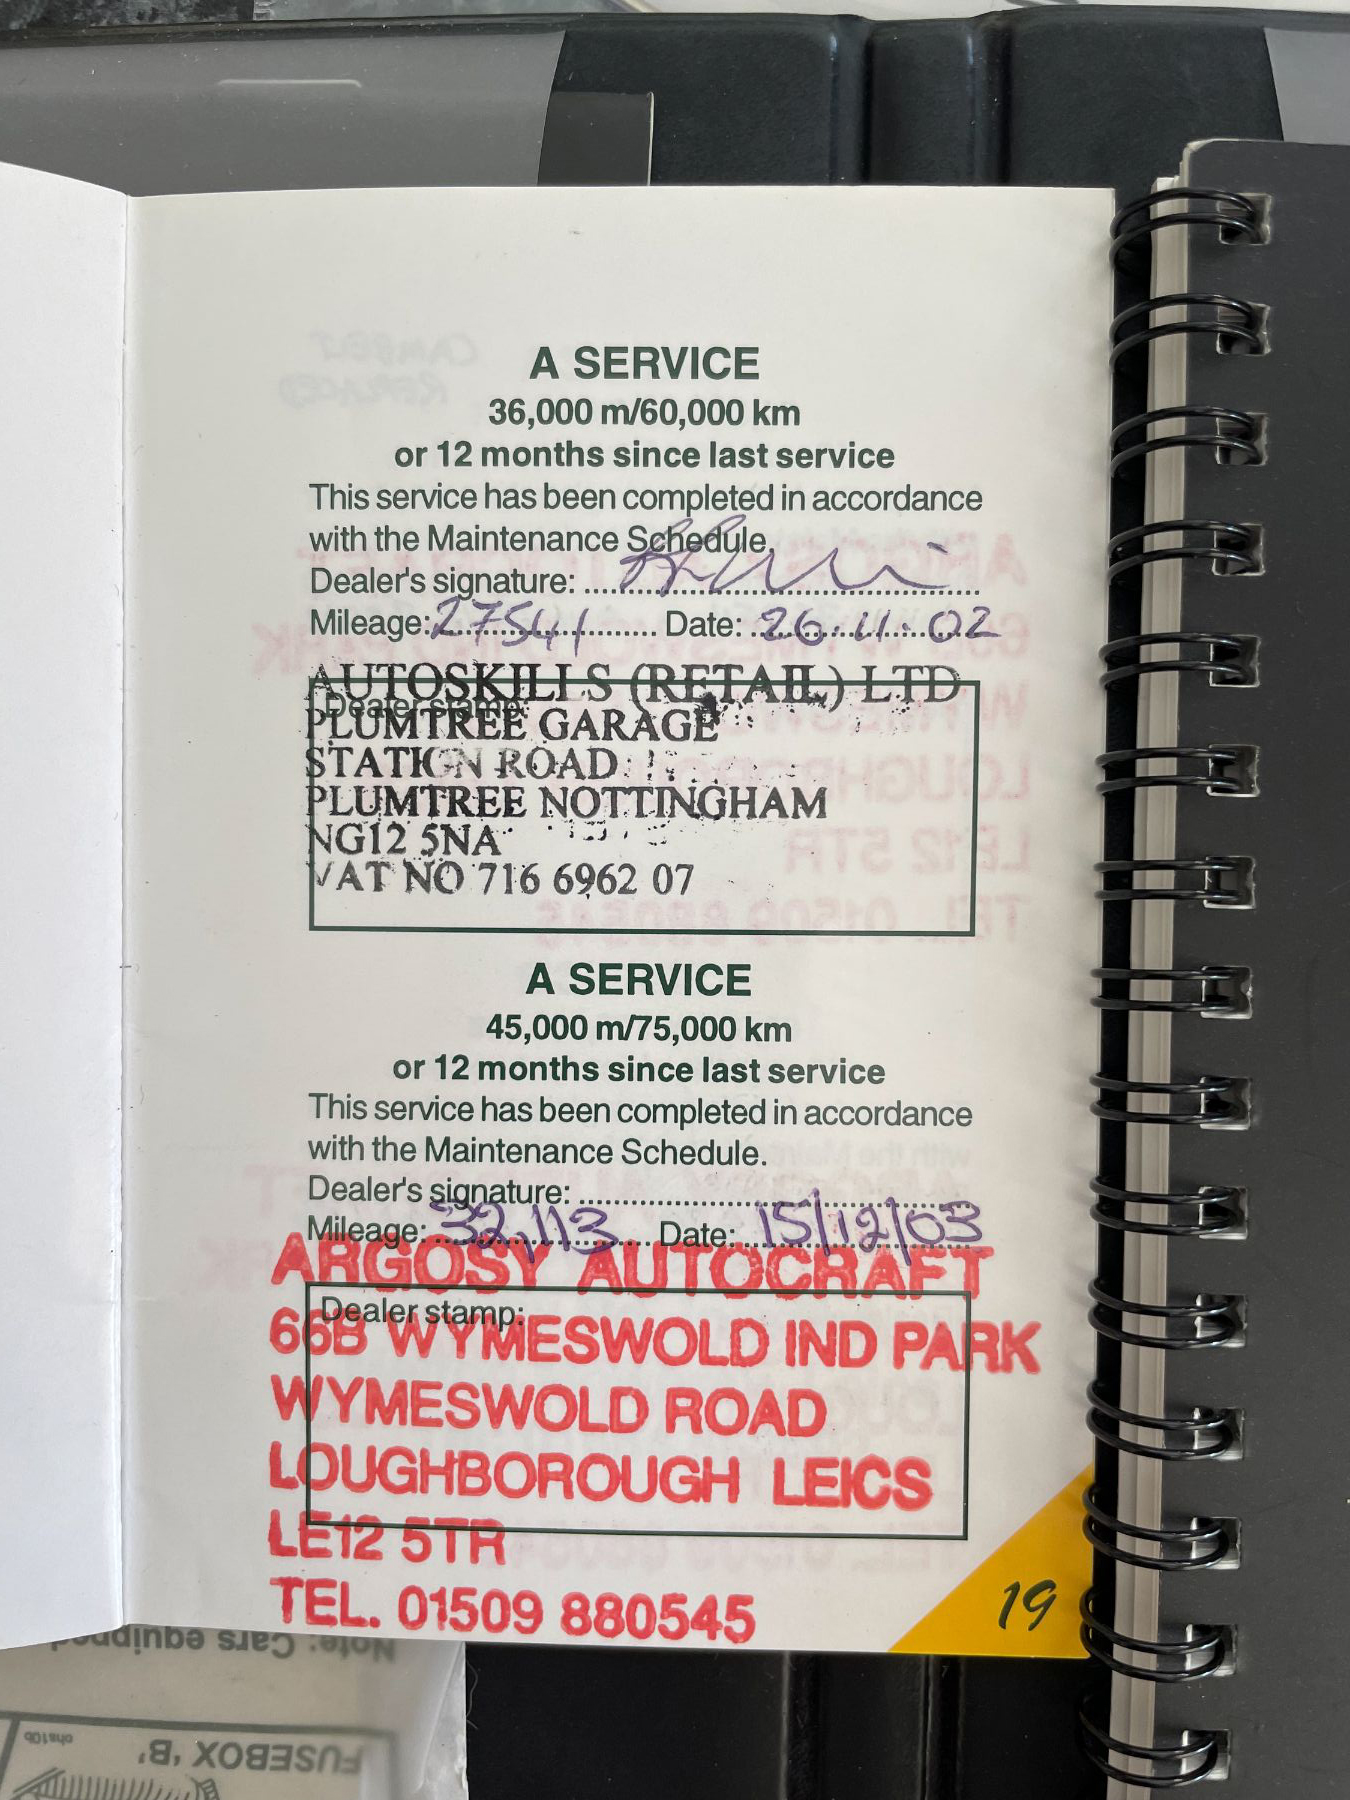 A SERVICE
36,000 m/60,000 km
or 12 months since last service
This service has been completed in accordance
with the Maintenance Schedule.
Dealer's signature:
Mileage: 27541 Date: 26.11.02
AUTOSKILLS (RETAIL) LTD
Dealer stamp:
PLUMTREE GARAGE
STATION ROAD
PLUMTREE NOTTINGHAM
NG12 5NA
VAT NO 716 6962 07
A SERVICE
45,000 m/75,000 km
or 12 months since last service
This service has been completed in accordance
with the Maintenance Schedule.
Dealer's signature:
Mileage: 32,113 Date: 15/12/03
ARGOSY AUTOCRAFT
Dealer stamp:
66B WYMESWOLD IND PARK
WYMESWOLD ROAD
LOUGHBOROUGH LEICS
LE12 5TR
TEL. 01509 880545
19
Note: Cars equipped
FUSEBOX 'B'